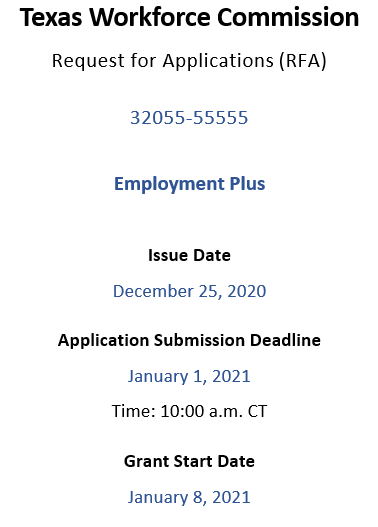 Texas Workforce Commission
Request for Applications (RFA)
32055-55555
Employment Plus
Issue Date
December 25, 2020
Application Submission Deadline
January 1, 2021
Time: 10:00 a.m. CT
Grant Start Date
January 8, 2021